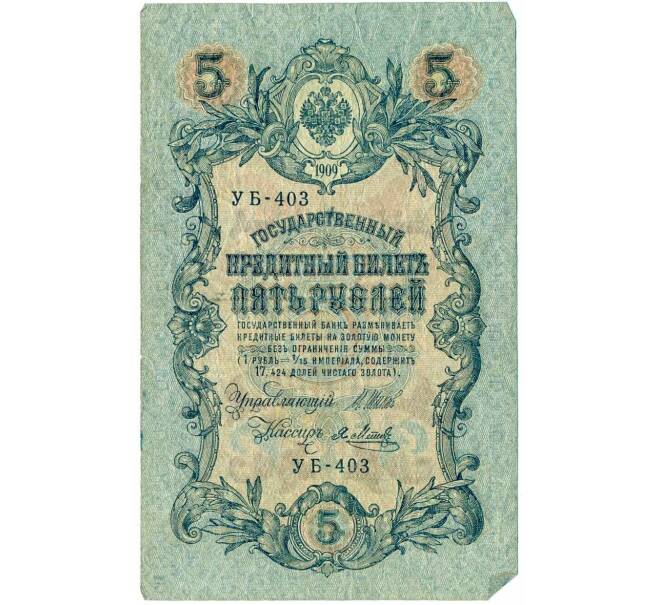 5 5
1909
УБ-403
ГОСУДАРСТВЕННЫЙ
КРЕДИТНЫЙ БИЛЕТЪ
ПЯТЬ РУБЛЕЙ
ГОСУДАРСТВЕННЫЙ БАНКЪ РАЗМѢНИВАЕТЪ
КРЕДИТНЫЕ БИЛЕТЫ НА ЗОЛОТУЮ МОНЕТУ
БЕЗЪ ОГРАНИЧЕНІЯ СУММЫ
(1 РУБЛЬ = 1/15 ИМПЕРІАЛА, СОДЕРЖИТЪ
17,424 ДОЛЕЙ ЧИСТАГО ЗОЛОТА).
Управляющій
Кассиръ
УБ-403
5